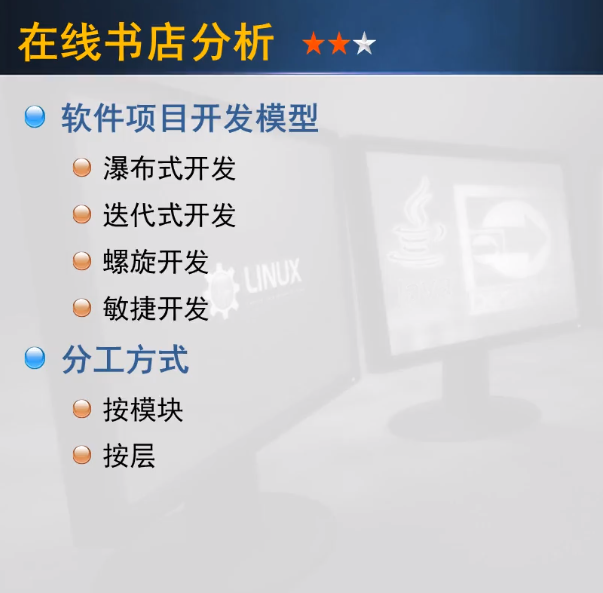 在线书店分析
软件项目开发模型
瀑布式开发
迭代式开发
螺旋开发
LINUX
敏捷开发
分工方式
按模块
按层